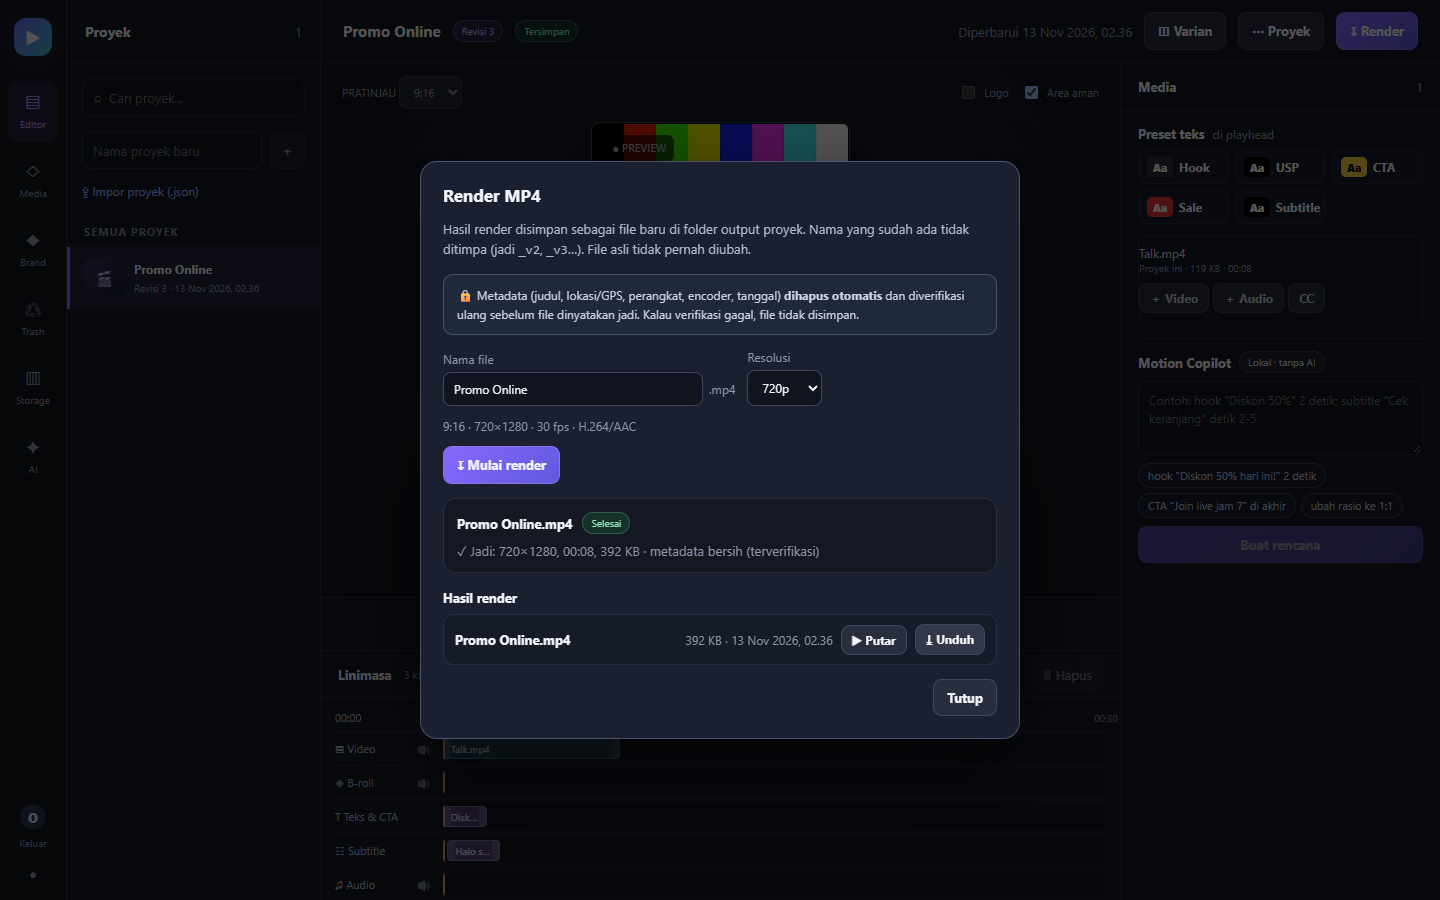 Proyek
1
Promo Online
Revisi 3
Tersimpan
Diperbarui 13 Nov 2026, 02.36
Varian
Proyek
Render
Editor
Media
Brand
Trash
Storage
AI
0
Keluar
Cari proyek...
Nama proyek baru
+
Impor proyek (.json)
SEMUA PROYEK
Promo Online
Revisi 3 · 13 Nov 2026, 02.36
PRATINJAU
9:16
Logo
Area aman
● PREVIEW
Render MP4
Hasil render disimpan sebagai file baru di folder output proyek. Nama yang sudah ada tidak
ditimpa (jadi _v2, _v3…). File asli tidak pernah diubah.
Metadata (judul, lokasi/GPS, perangkat, encoder, tanggal) dihapus otomatis dan diverifikasi
ulang sebelum file dinyatakan jadi. Kalau verifikasi gagal, file tidak disimpan.
Nama file
Resolusi
Promo Online
.mp4
720p
9:16 · 720×1280 · 30 fps · H.264/AAC
Mulai render
Promo Online.mp4
Selesai
✓ Jadi: 720×1280, 00:08, 392 KB · metadata bersih (terverifikasi)
Hasil render
Promo Online.mp4
392 KB · 13 Nov 2026, 02.36
Putar
Unduh
Tutup
Linimasa
Hapus
00:00
00:30
Video
Talk.mp4
B-roll
T Teks & CTA
Disk...
Subtitle
Halo s...
Audio
Media
1
Preset teks
di playhead
Aa Hook
Aa USP
Aa CTA
Aa Sale
Aa Subtitle
Talk.mp4
Proyek ini · 119 KB · 00:08
+ Video
+ Audio
CC
Motion Copilot
Lokal · tanpa AI
Contoh: hook "Diskon 50%" 2 detik; subtitle "Cek
keranjang" detik 2-5
hook "Diskon 50% hari ini!" 2 detik
CTA "Join live jam 7" di akhir
ubah rasio ke 1:1
Buat rencana